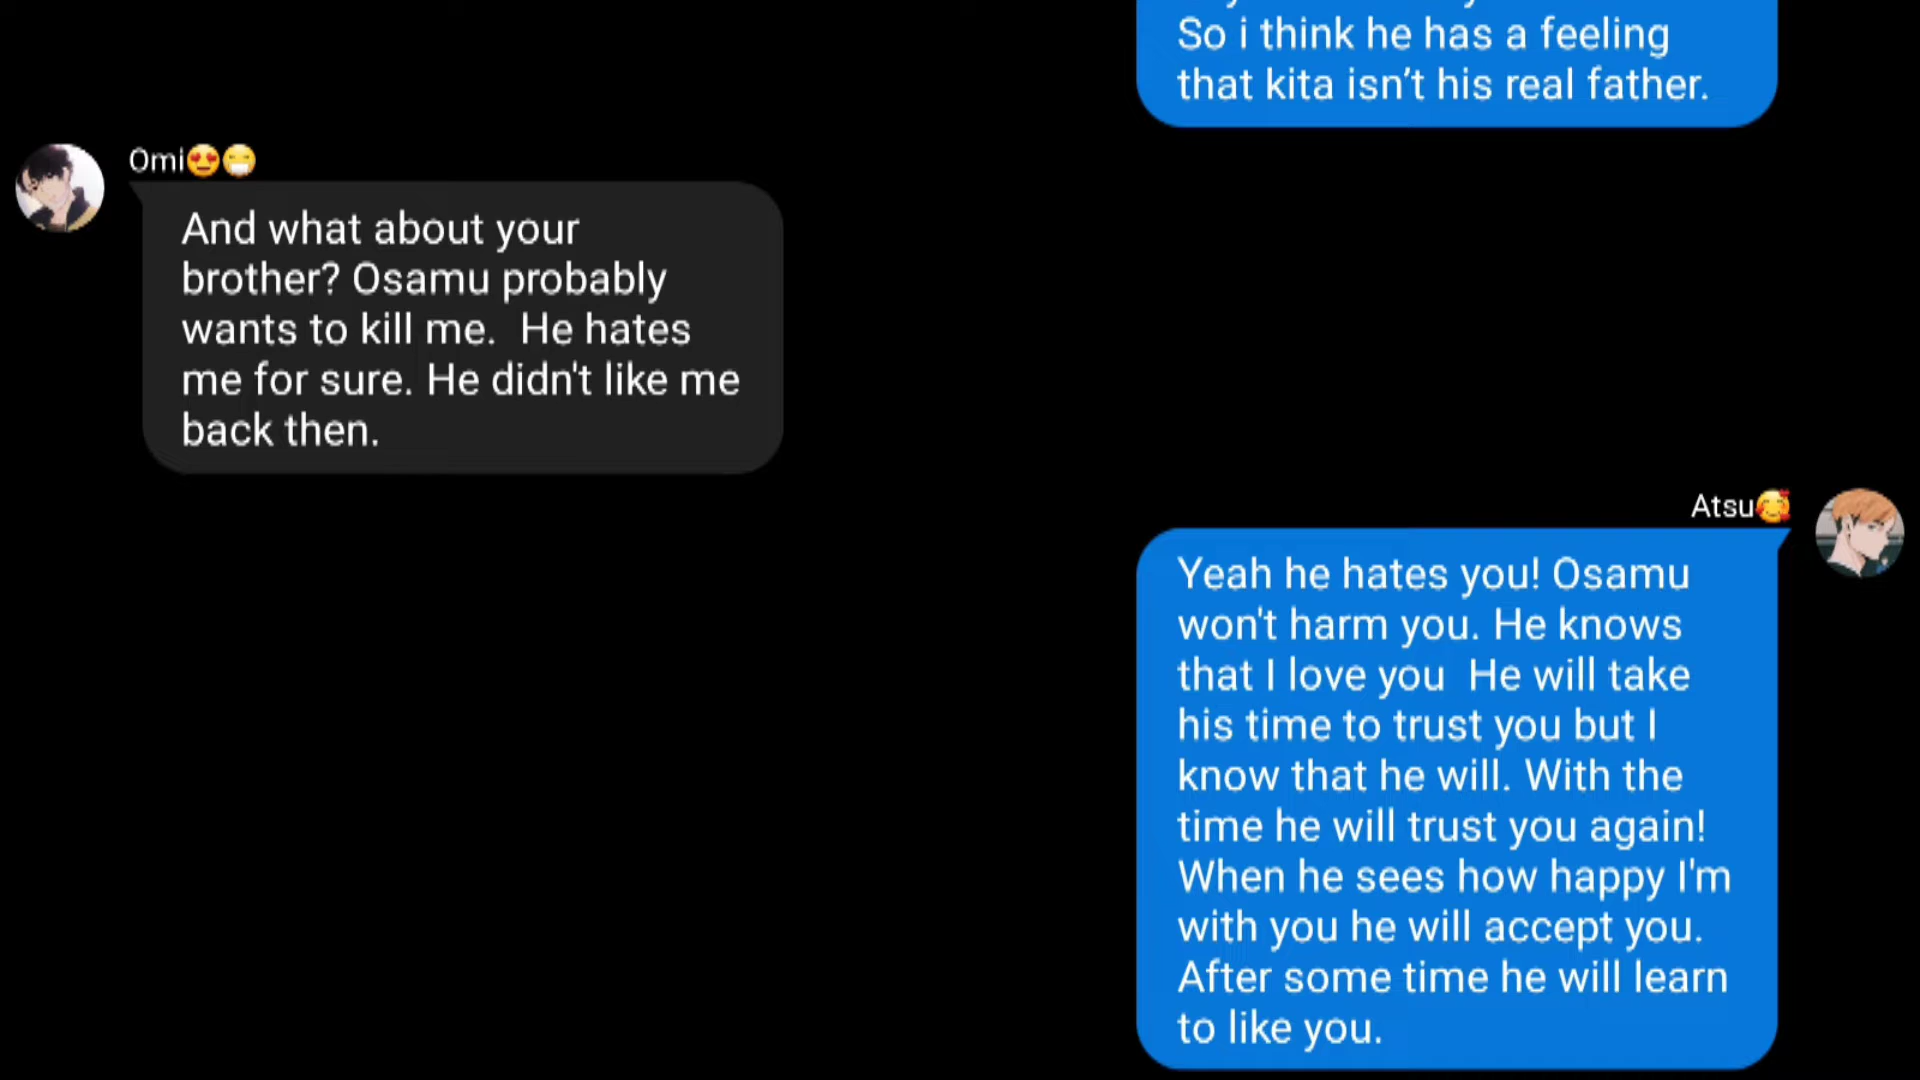 So i think he has a feeling
that kita isn’t his real father.
Omi😍😷
And what about your
brother? Osamu probably
wants to kill me.  He hates
me for sure. He didn't like me
back then.
Atsu🥰
Yeah he hates you! Osamu
won't harm you. He knows
that I love you  He will take
his time to trust you but I
know that he will. With the
time he will trust you again!
When he sees how happy I'm
with you he will accept you.
After some time he will learn
to like you.